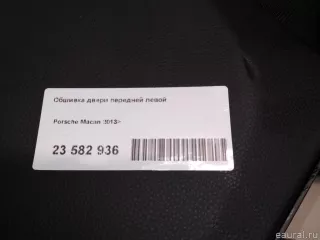 Обшивка двери передней левой
Porsche Macan 2013>
23 582 936
eaural.ru